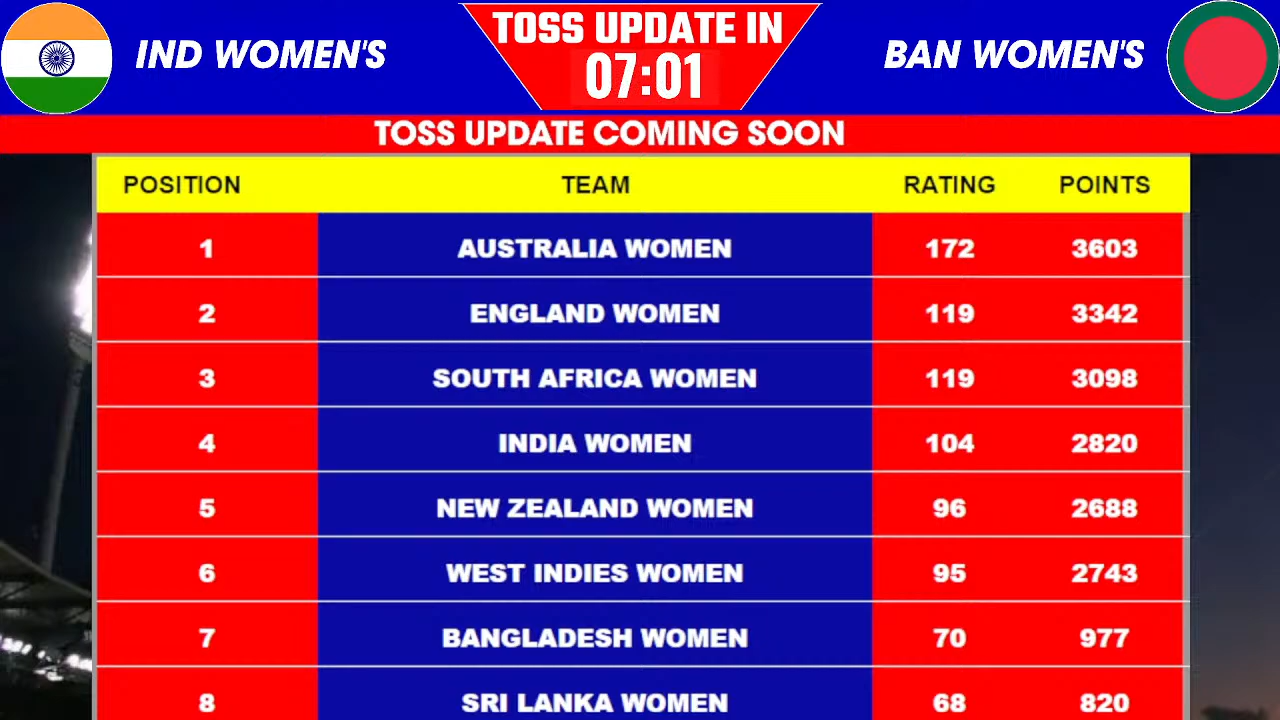 IND WOMEN'S
TOSS UPDATE IN
07:01
BAN WOMEN'S
TOSS UPDATE COMING SOON
POSITION TEAM RATING POINTS
1 AUSTRALIA WOMEN 172 3603
2 ENGLAND WOMEN 119 3342
3 SOUTH AFRICA WOMEN 119 3098
4 INDIA WOMEN 104 2820
5 NEW ZEALAND WOMEN 96 2688
6 WEST INDIES WOMEN 95 2743
7 BANGLADESH WOMEN 70 977
8 SRI LANKA WOMEN 68 820